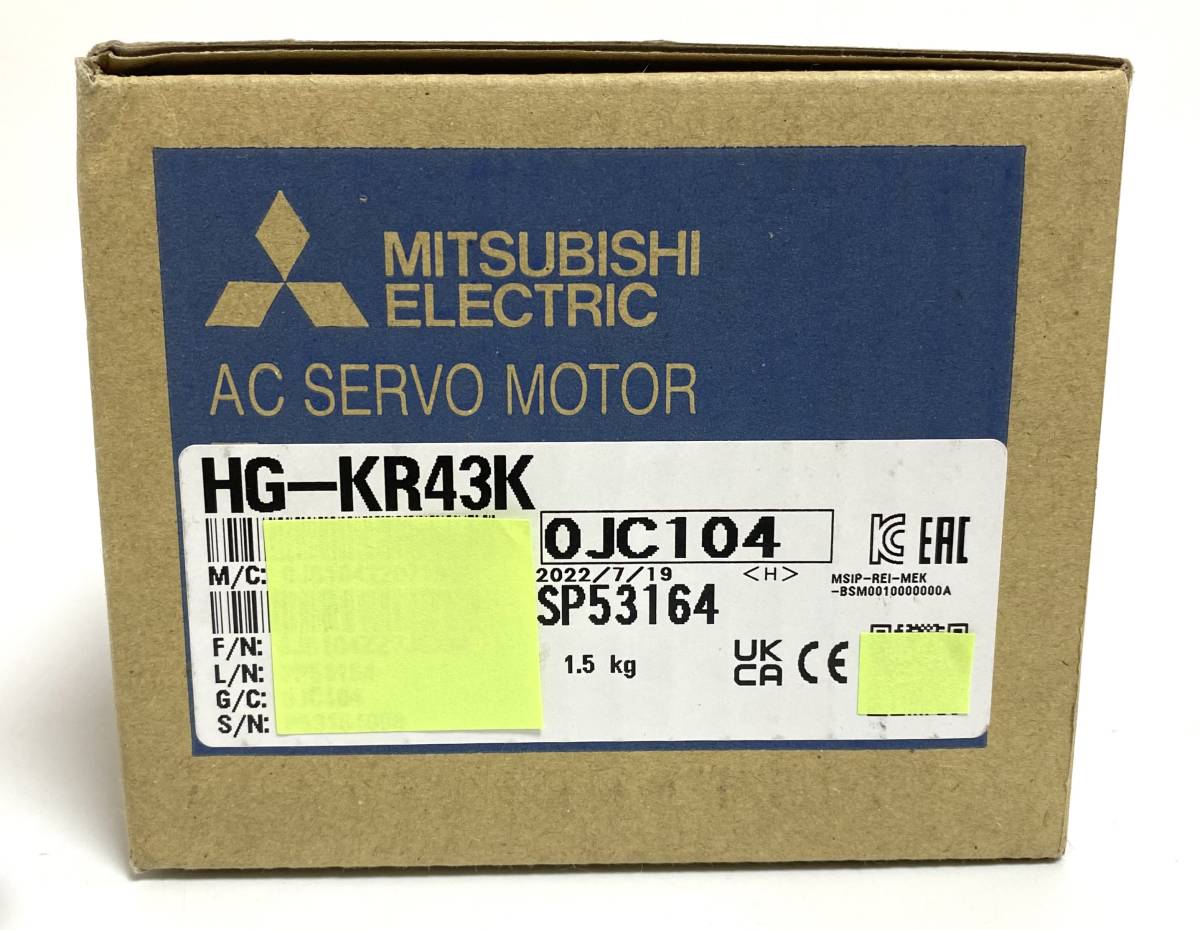 MITSUBISHI
ELECTRIC
AC SERVO MOTOR
HG-KR43K
0JC104
M/C:
2022/7/19 <H>
MSIP-REI-MEK
-BSM0010000000A
EAC
SP53164
F/N:
L/N:
G/C:
S/N:
1.5 kg
UK
CA
CE